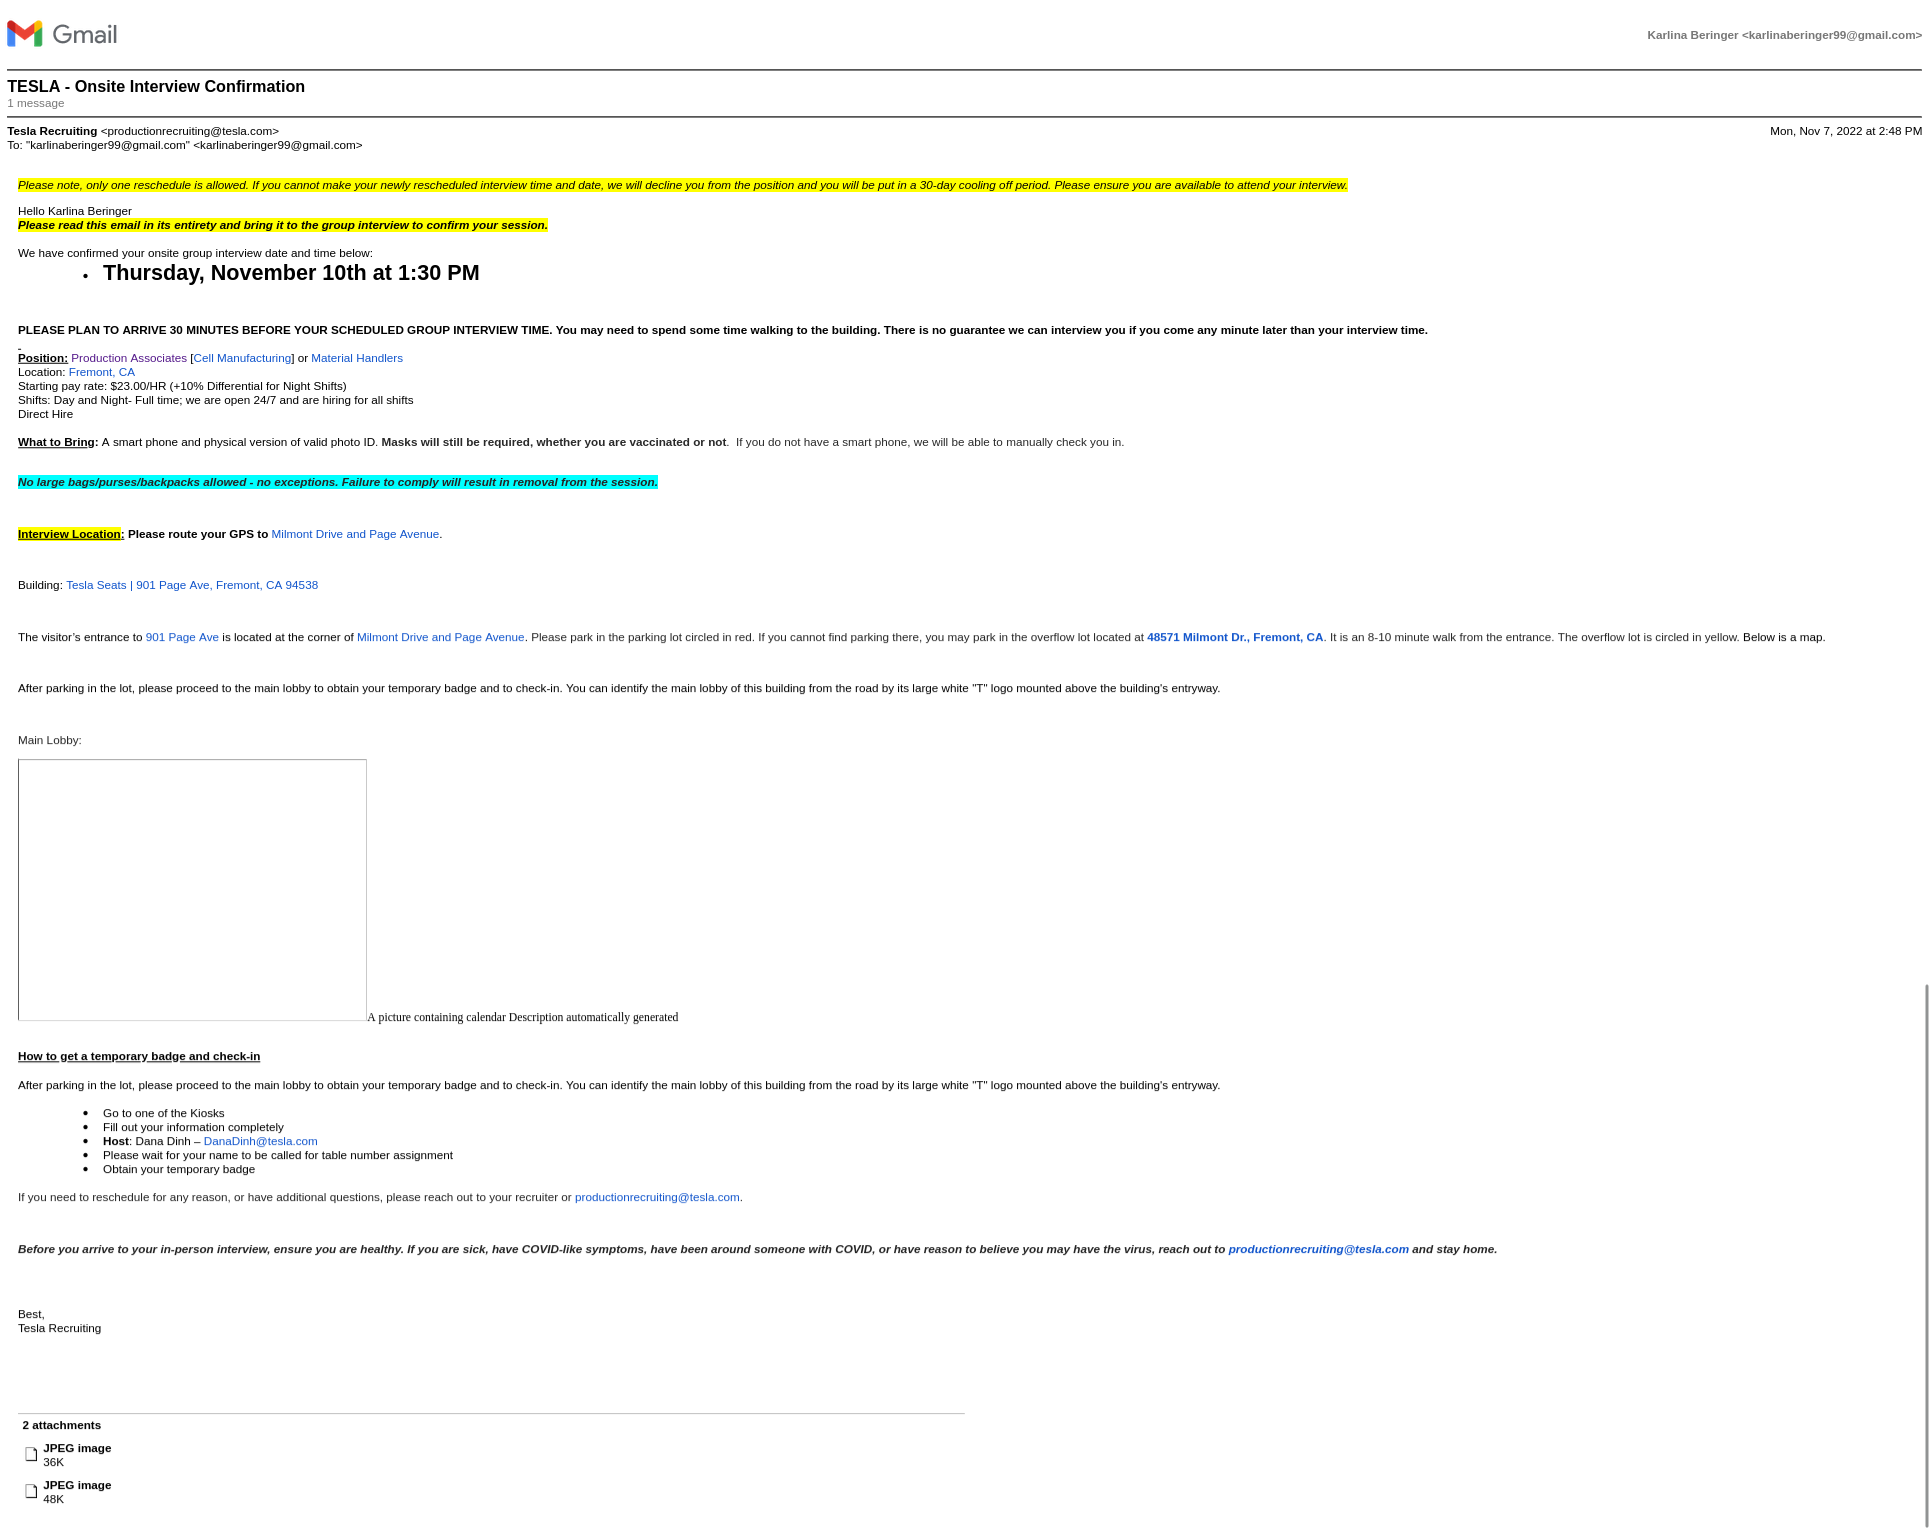 Gmail
Karlina Beringer <karlinaberinger99@gmail.com>
TESLA - Onsite Interview Confirmation
1 message
Tesla Recruiting <productionrecruiting@tesla.com>
Mon, Nov 7, 2022 at 2:48 PM
To: "karlinaberinger99@gmail.com" <karlinaberinger99@gmail.com>
Please note, only one reschedule is allowed. If you cannot make your newly rescheduled interview time and date, we will decline you from the position and you will be put in a 30-day cooling off period. Please ensure you are available to attend your interview.
Hello Karlina Beringer
Please read this email in its entirety and bring it to the group interview to confirm your session.
We have confirmed your onsite group interview date and time below:
• Thursday, November 10th at 1:30 PM
PLEASE PLAN TO ARRIVE 30 MINUTES BEFORE YOUR SCHEDULED GROUP INTERVIEW TIME. You may need to spend some time walking to the building. There is no guarantee we can interview you if you come any minute later than your interview time.
Position: Production Associates [Cell Manufacturing] or Material Handlers
Location: Fremont, CA
Starting pay rate: $23.00/HR (+10% Differential for Night Shifts)
Shifts: Day and Night- Full time; we are open 24/7 and are hiring for all shifts
Direct Hire
What to Bring: A smart phone and physical version of valid photo ID. Masks will still be required, whether you are vaccinated or not.  If you do not have a smart phone, we will be able to manually check you in.
No large bags/purses/backpacks allowed - no exceptions. Failure to comply will result in removal from the session.
Interview Location: Please route your GPS to Milmont Drive and Page Avenue.
Building: Tesla Seats | 901 Page Ave, Fremont, CA 94538
The visitor’s entrance to 901 Page Ave is located at the corner of Milmont Drive and Page Avenue. Please park in the parking lot circled in red. If you cannot find parking there, you may park in the overflow lot located at 48571 Milmont Dr., Fremont, CA. It is an 8-10 minute walk from the entrance. The overflow lot is circled in yellow. Below is a map.
After parking in the lot, please proceed to the main lobby to obtain your temporary badge and to check-in. You can identify the main lobby of this building from the road by its large white "T" logo mounted above the building's entryway.
Main Lobby:
A picture containing calendar Description automatically generated
How to get a temporary badge and check-in
After parking in the lot, please proceed to the main lobby to obtain your temporary badge and to check-in. You can identify the main lobby of this building from the road by its large white "T" logo mounted above the building's entryway.
• Go to one of the Kiosks
• Fill out your information completely
• Host: Dana Dinh – DanaDinh@tesla.com
• Please wait for your name to be called for table number assignment
• Obtain your temporary badge
If you need to reschedule for any reason, or have additional questions, please reach out to your recruiter or productionrecruiting@tesla.com.
Before you arrive to your in-person interview, ensure you are healthy. If you are sick, have COVID-like symptoms, have been around someone with COVID, or have reason to believe you may have the virus, reach out to productionrecruiting@tesla.com and stay home.
Best,
Tesla Recruiting
2 attachments
JPEG image
36K
JPEG image
48K